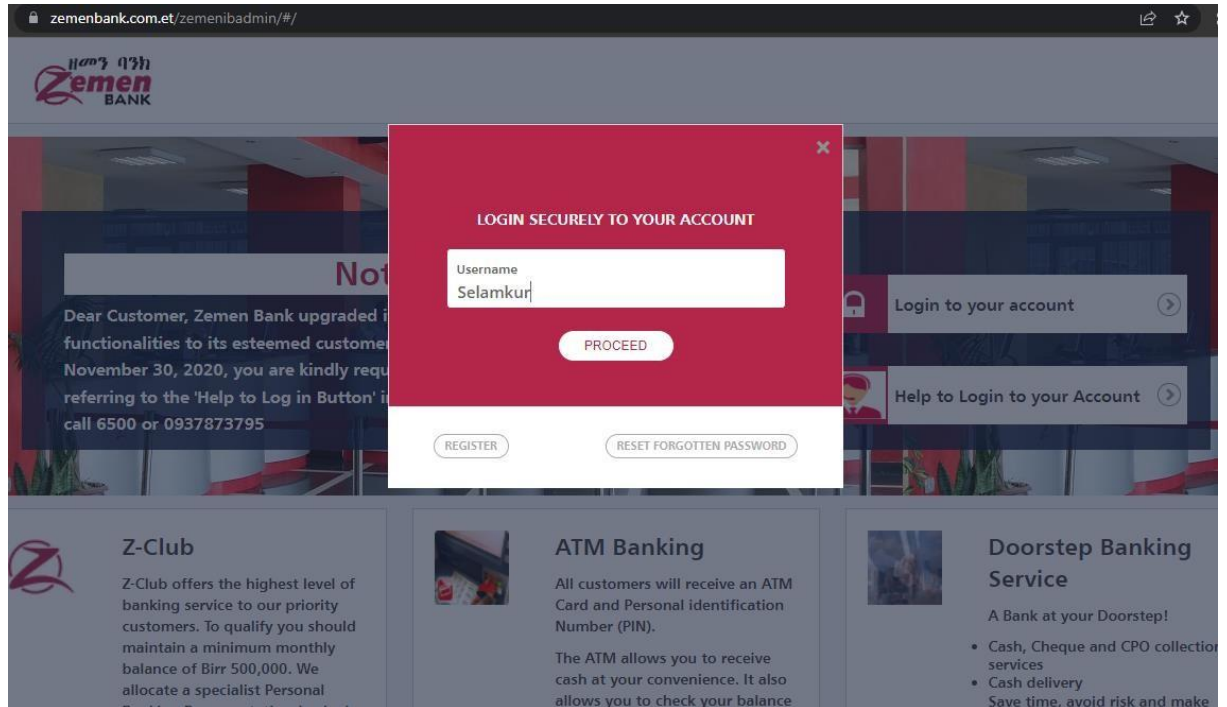 zemenbank.com.et/zemenibadmin/#/
ዘመን ባንክ
Zemen
BANK
LOGIN SECURELY TO YOUR ACCOUNT
Username
Selamkur
PROCEED
REGISTER
RESET FORGOTTEN PASSWORD
Not
Dear Customer, Zemen Bank upgraded i
functionalities to its esteemed custome
November 30, 2020, you are kindly requ
referring to the 'Help to Log in Button' i
call 6500 or 0937873795
Login to your account
Help to Login to your Account
Z-Club
Z-Club offers the highest level of
banking service to our priority
customers. To qualify you should
maintain a minimum monthly
balance of Birr 500,000. We
allocate a specialist Personal
ATM Banking
All customers will receive an ATM
Card and Personal identification
Number (PIN).
The ATM allows you to receive
cash at your convenience. It also
allows you to check your balance
Doorstep Banking
Service
A Bank at your Doorstep!
• Cash, Cheque and CPO collection
services
• Cash delivery
Save time, avoid risk and make